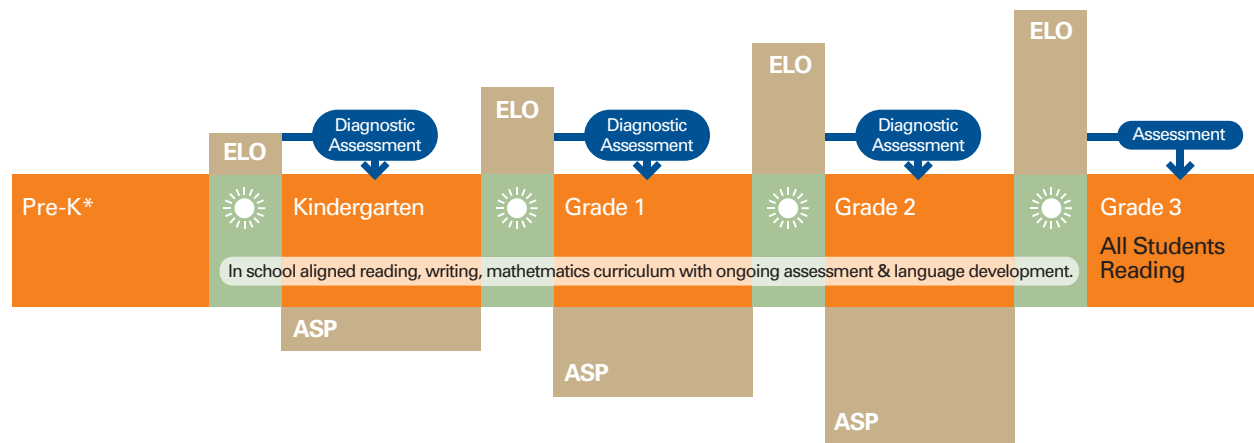 ELO
ELO
ELO
ELO
Diagnostic
Assessment
Diagnostic
Assessment
Diagnostic
Assessment
Assessment
Pre-K*
Kindergarten
Grade 1
Grade 2
Grade 3
All Students
Reading
In school aligned reading, writing, mathetmatics curriculum with ongoing assessment & language development.
ASP
ASP
ASP